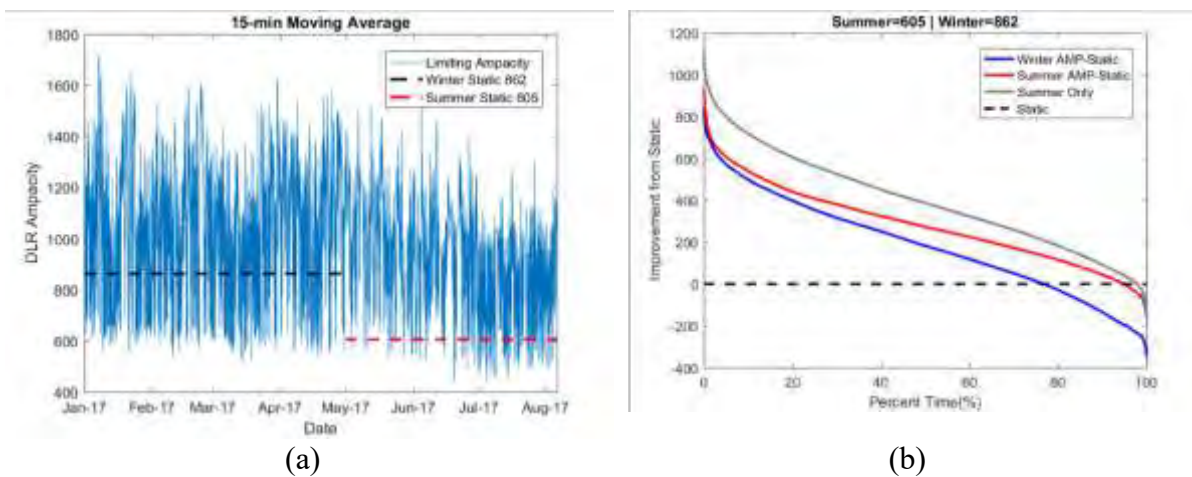 15-min Moving Average
1800
1600
1400
1200
1000
800
600
400
DLR Ampacity
Limiting Ampacity
Winter Static 862
Summer Static 605
Jan-17 Feb-17 Mar-17 Apr-17 May-17 Jun-17 Jul-17 Aug-17
Date
(a)
Summer=605 | Winter=862
1200
1000
800
600
400
200
0
-200
-400
Improvement from Static
Winter AMP-Static
Summer AMP-Static
Summer Only
Static
0 20 40 60 80 100
Percent Time(%)
(b)